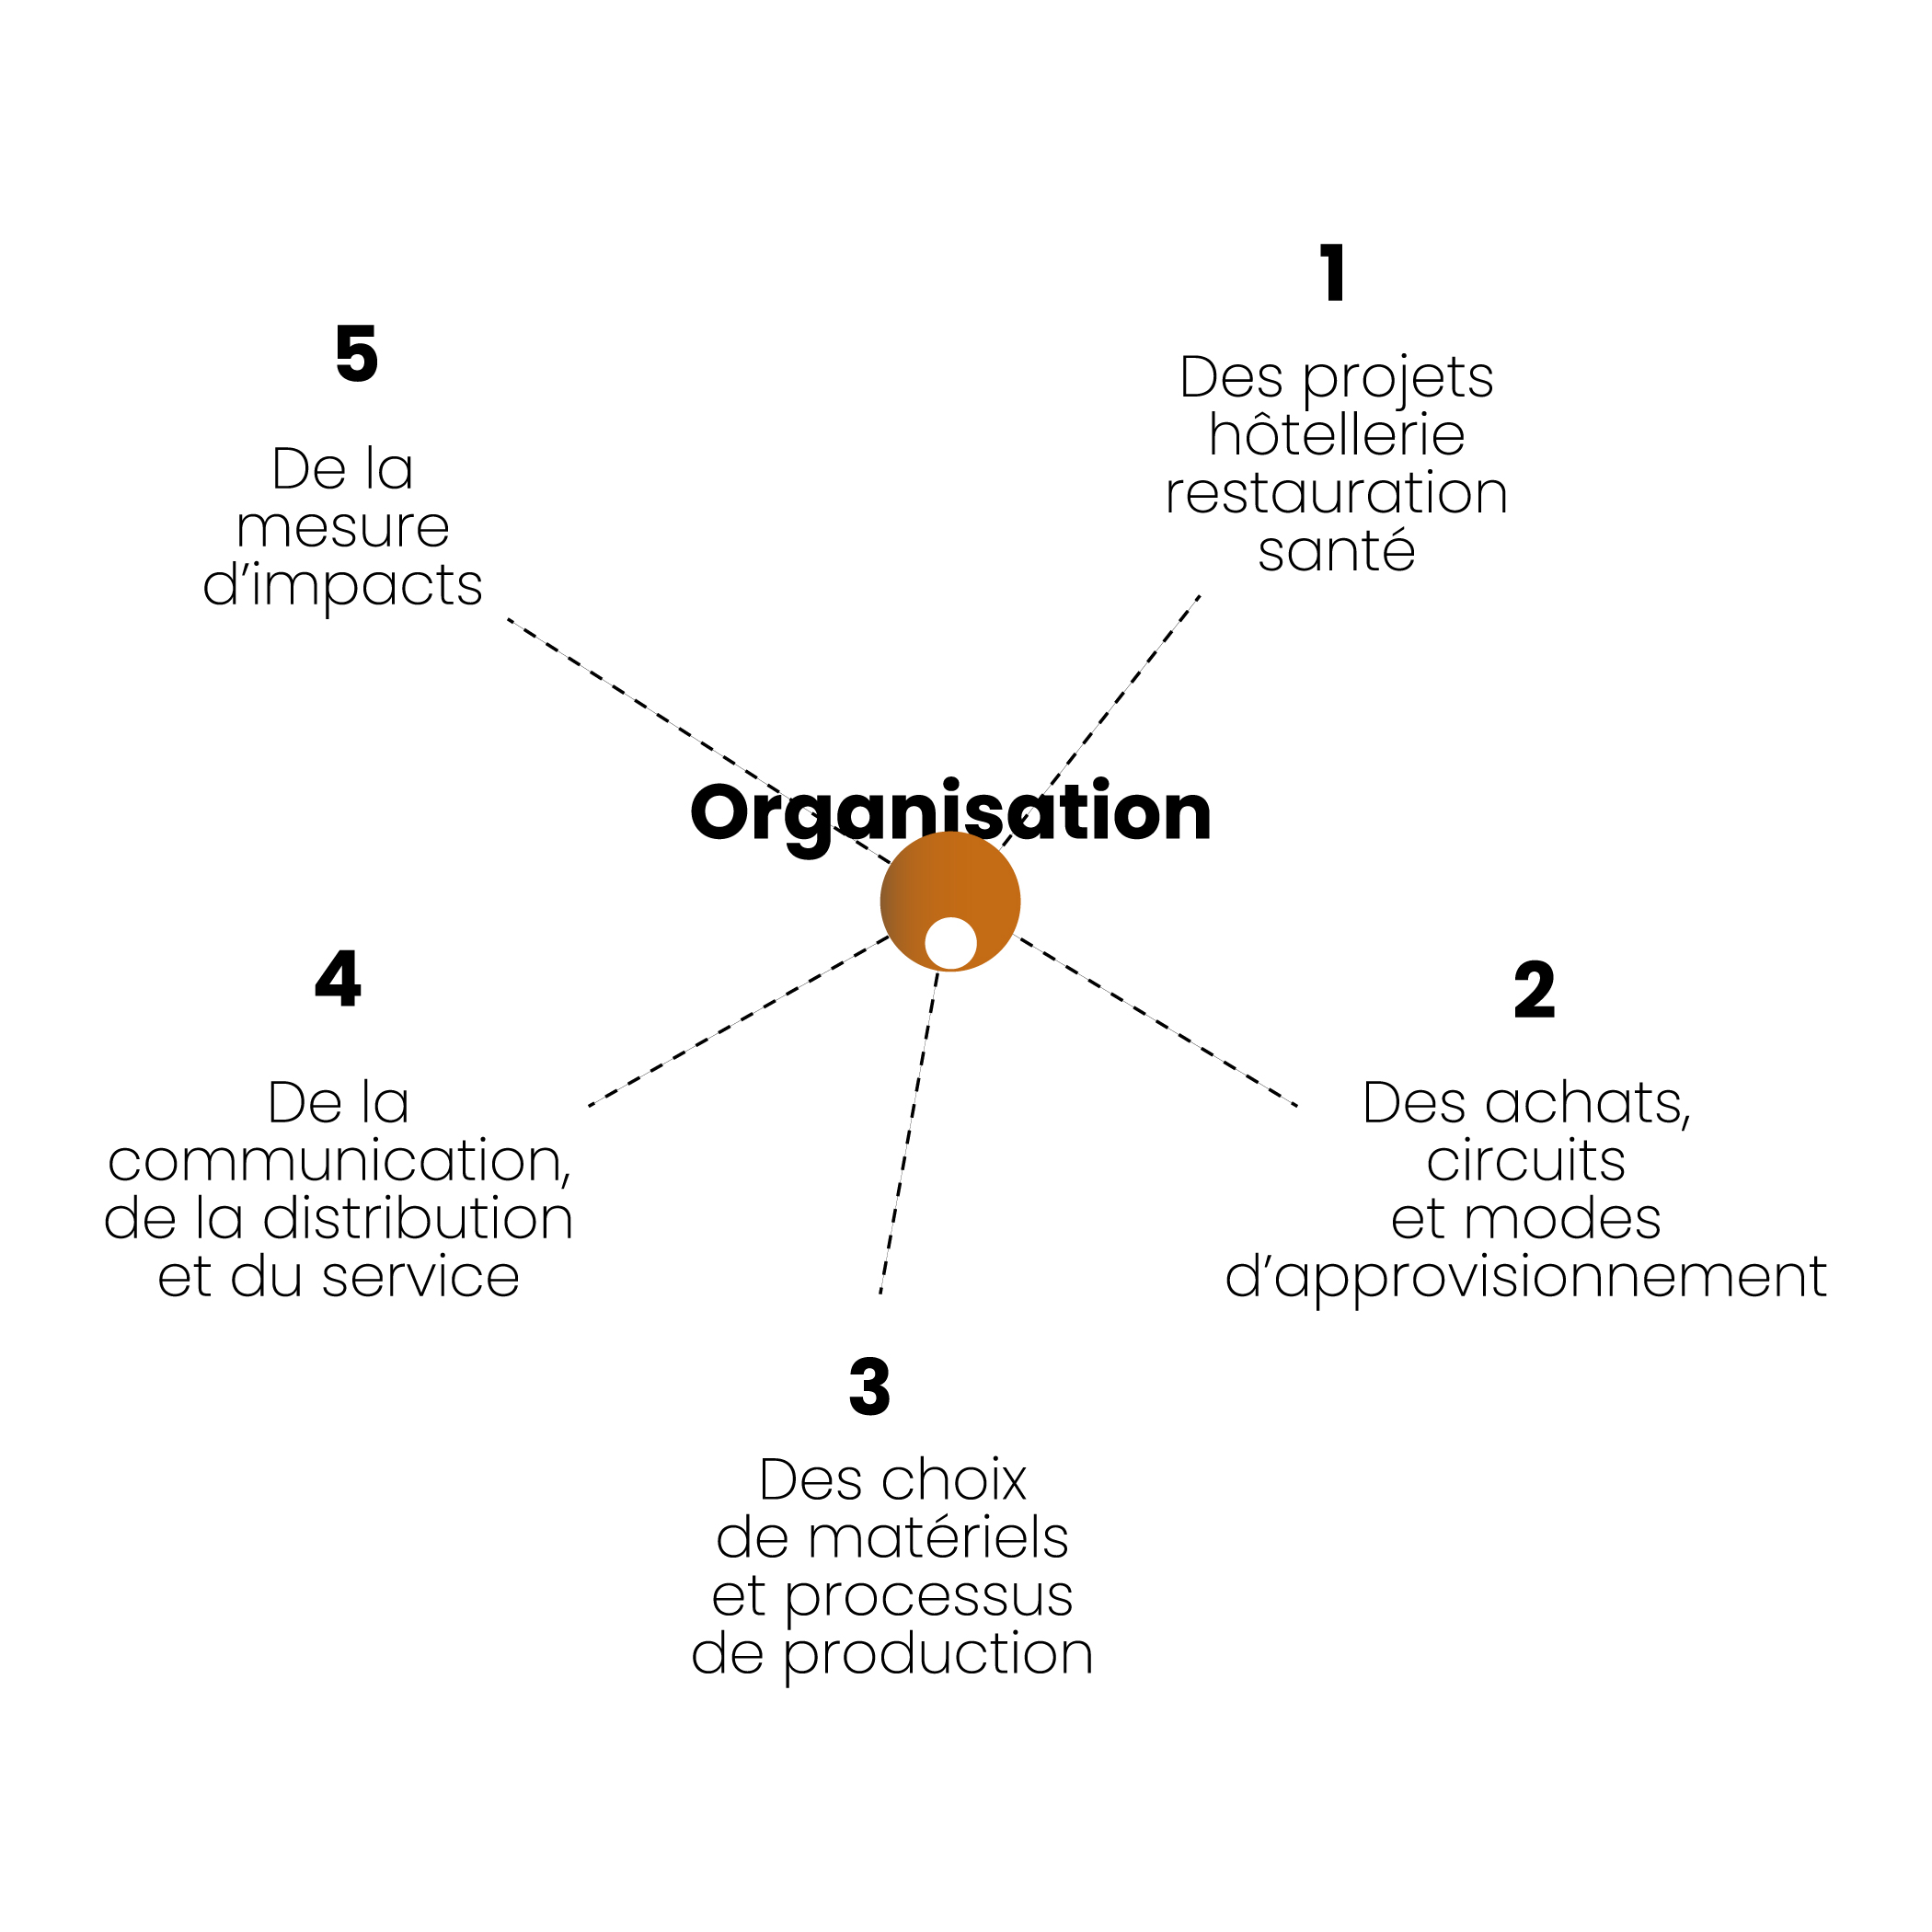 Organisation
1
Des projets
hôtellerie
restauration
santé
2
Des achats,
circuits
et modes
d’approvisionnement
3
Des choix
de matériels
et processus
de production
4
De la
communication,
de la distribution
et du service
5
De la
mesure
d’impacts